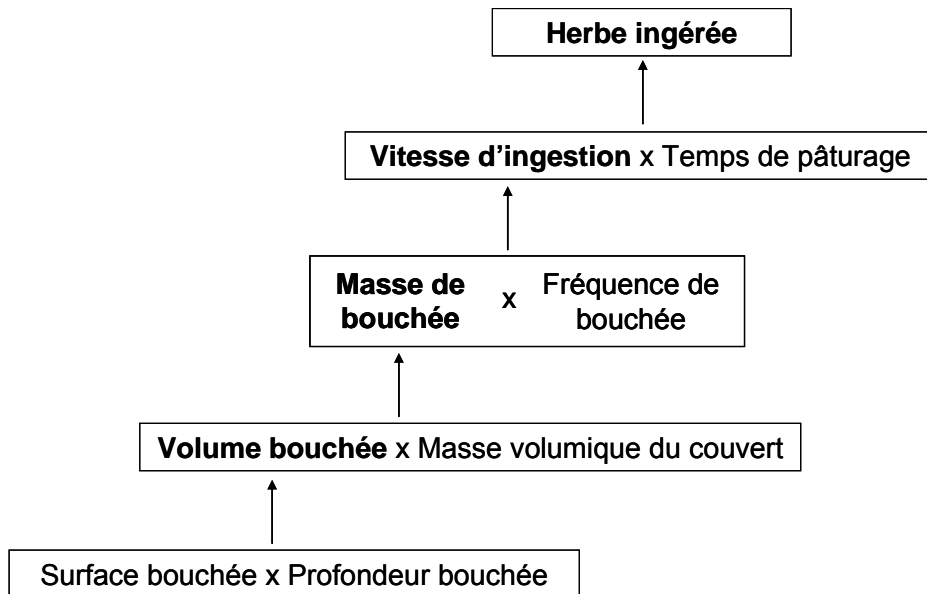 Herbe ingérée
Vitesse d’ingestion x Temps de pâturage
Masse de bouchée x Fréquence de bouchée
Volume bouchée x Masse volumique du couvert
Surface bouchée x Profondeur bouchée